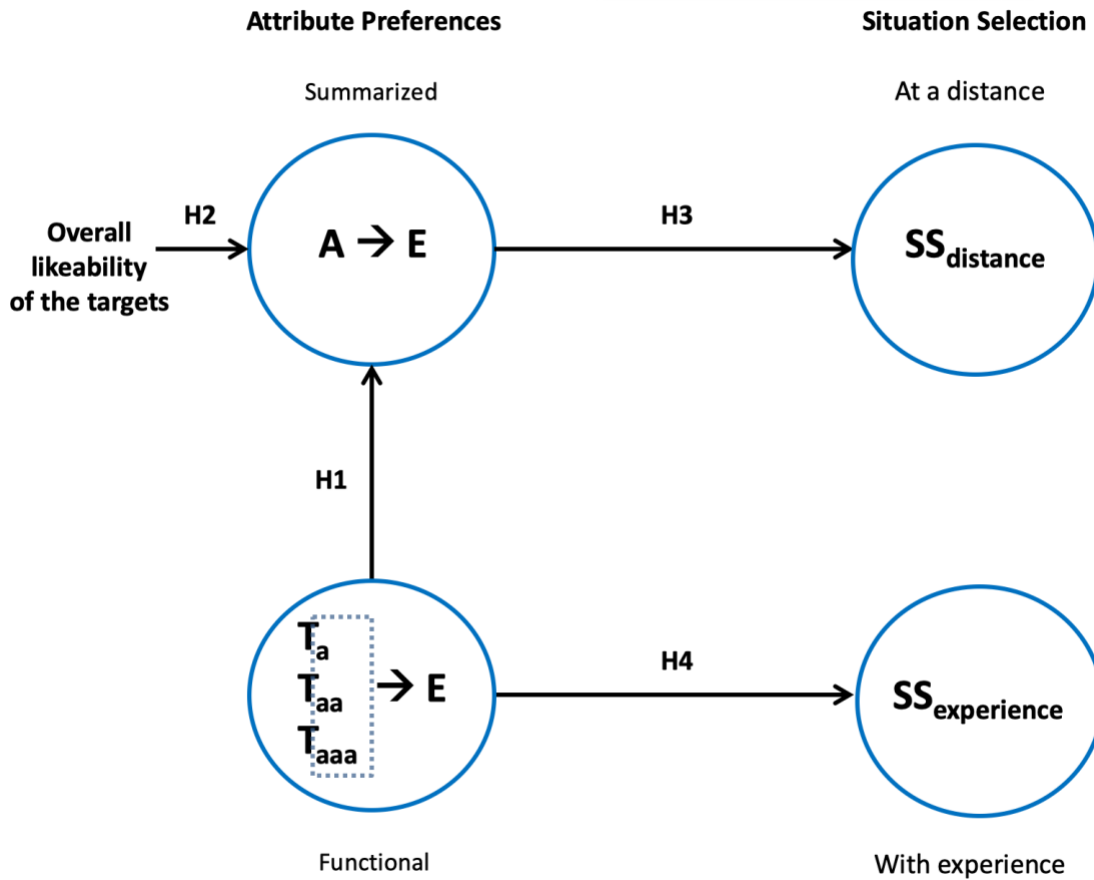 Attribute Preferences
Situation Selection
Summarized
At a distance
Overall
likeability
of the targets
H2
A → E
H3
SSdistance
H1
Ta
Taa
Taaa
→ E
H4
SSexperience
Functional
With experience